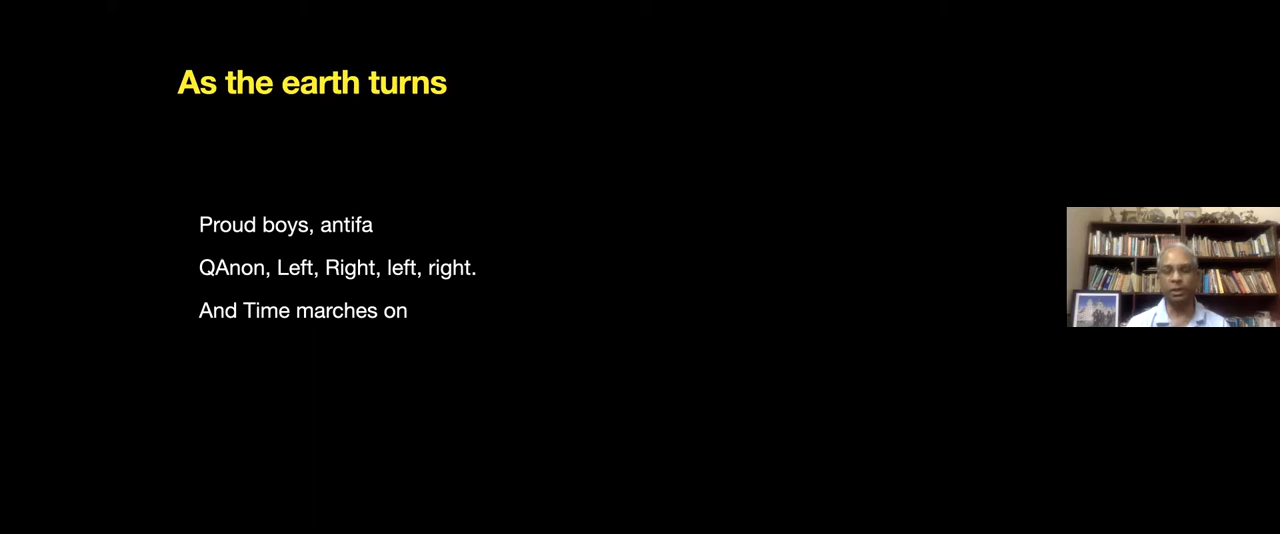 As the earth turns
Proud boys, antifa
QAnon, Left, Right, left, right.
And Time marches on